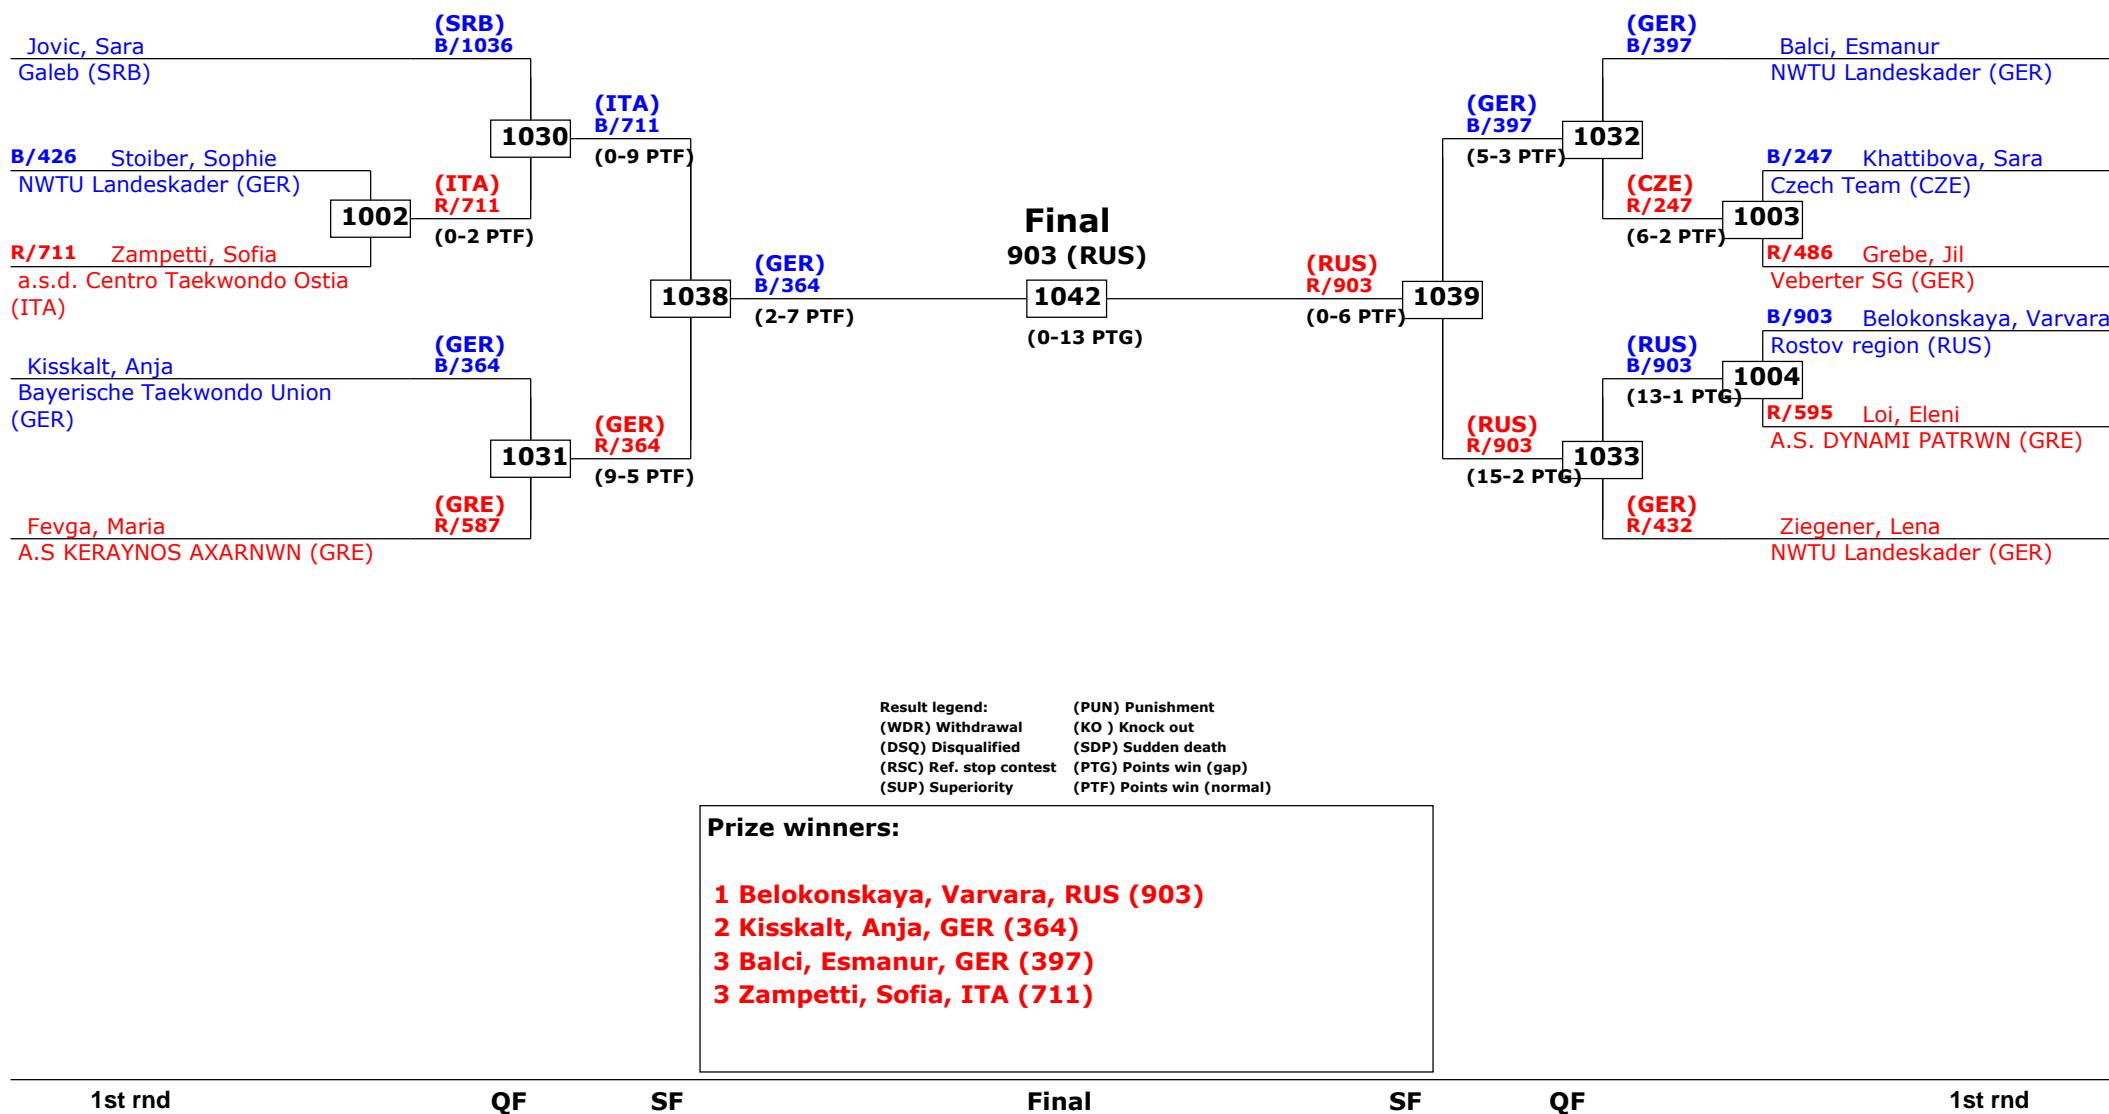 (SRB)
B/1036
Jovic, Sara
Galeb (SRB)
1030
(ITA)
B/711
(0-9 PTF)
B/426 Stoiber, Sophie
NWTU Landeskader (GER)
1002
(ITA)
R/711
(0-2 PTF)
R/711 Zampetti, Sofia
a.s.d. Centro Taekwondo Ostia
(ITA)
1038
(GER)
B/364
(2-7 PTF)
Kisskalt, Anja
Bayerische Taekwondo Union
(GER)
(GER)
B/364
1031
(GER)
R/364
(9-5 PTF)
Fevga, Maria
A.S KERAYNOS AXARNWN (GRE)
(GRE)
R/587
Final
903 (RUS)
1042
(0-13 PTG)
(GER)
B/397
Balci, Esmanur
NWTU Landeskader (GER)
(GER)
B/397
(5-3 PTF)
1032
B/247 Khattibova, Sara
Czech Team (CZE)
(CZE)
R/247
(6-2 PTF)
1003
R/486 Grebe, Jil
Veberter SG (GER)
(RUS)
R/903
(0-6 PTF)
1039
B/903 Belokonskaya, Varvara
Rostov region (RUS)
(RUS)
B/903
(13-1 PTG)
1004
R/595 Loi, Eleni
A.S. DYNAMI PATRWN (GRE)
(RUS)
R/903
(15-2 PTG)
1033
(GER)
R/432
Ziegener, Lena
NWTU Landeskader (GER)
Result legend: (PUN) Punishment
(WDR) Withdrawal (KO ) Knock out
(DSQ) Disqualified (SDP) Sudden death
(RSC) Ref. stop contest (PTG) Points win (gap)
(SUP) Superiority (PTF) Points win (normal)
Prize winners:
1 Belokonskaya, Varvara, RUS (903)
2 Kisskalt, Anja, GER (364)
3 Balci, Esmanur, GER (397)
3 Zampetti, Sofia, ITA (711)
1st rnd QF SF Final SF QF 1st rnd